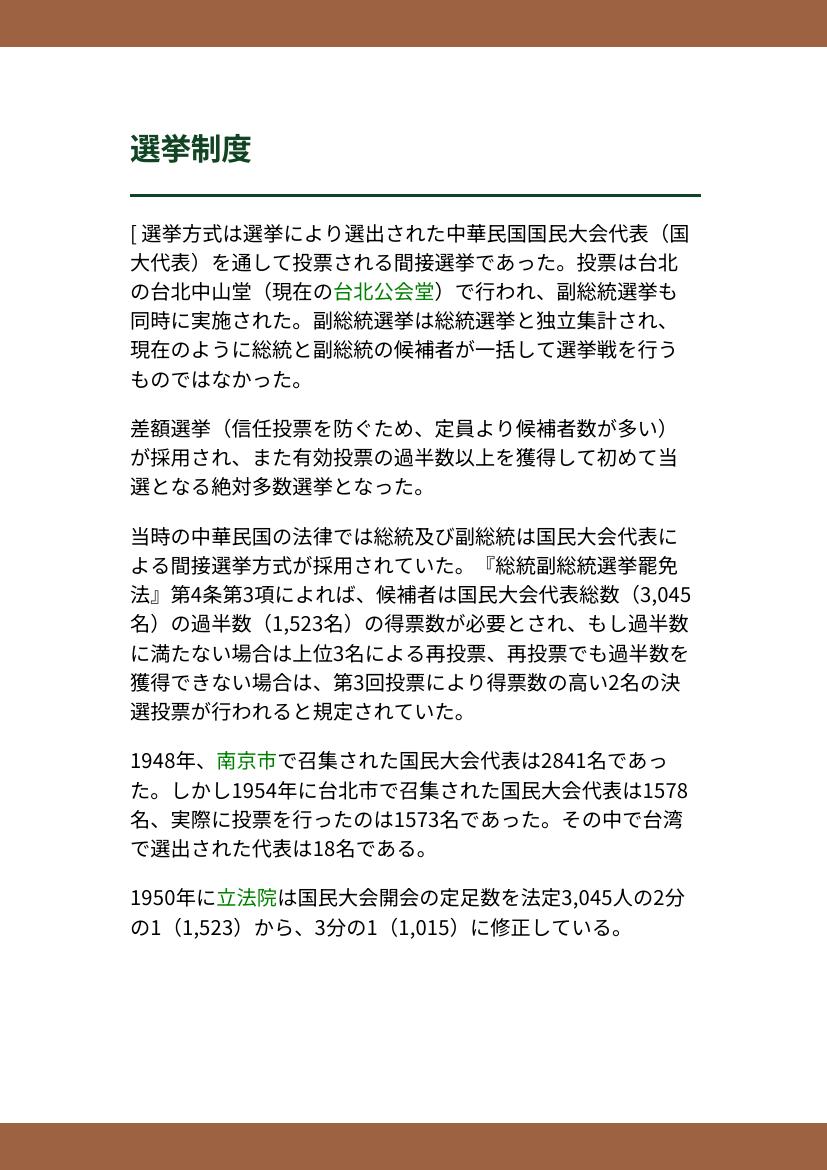 選挙制度
[ 選挙方式は選挙により選出された中華民国国民大会代表（国
大代表）を通して投票される間接選挙であった。投票は台北
の台北中山堂（現在の台北公会堂）で行われ、副総統選挙も
同時に実施された。副総統選挙は総統選挙と独立集計され、
現在のように総統と副総統の候補者が一括して選挙戦を行う
ものではなかった。
差額選挙（信任投票を防ぐため、定員より候補者数が多い）
が採用され、また有効投票の過半数以上を獲得して初めて当
選となる絶対多数選挙となった。
当時の中華民国の法律では総統及び副総統は国民大会代表に
よる間接選挙方式が採用されていた。『総統副総統選挙罷免
法』第4条第3項によれば、候補者は国民大会代表総数（3,045
名）の過半数（1,523名）の得票数が必要とされ、もし過半数
に満たない場合は上位3名による再投票、再投票でも過半数を
獲得できない場合は、第3回投票により得票数の高い2名の決
選投票が行われると規定されていた。
1948年、南京市で召集された国民大会代表は2841名であっ
た。しかし1954年に台北市で召集された国民大会代表は1578
名、実際に投票を行ったのは1573名であった。その中で台湾
で選出された代表は18名である。
1950年に立法院は国民大会開会の定足数を法定3,045人の2分
の1（1,523）から、3分の1（1,015）に修正している。